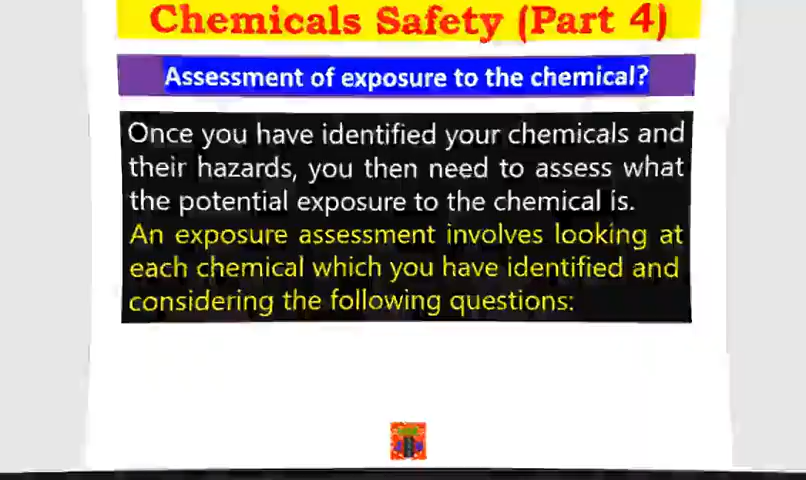 Chemicals Safety (Part 4)
Assessment of exposure to the chemical?
Once you have identified your chemicals and
their hazards, you then need to assess what
the potential exposure to the chemical is.
An exposure assessment involves looking at
each chemical which you have identified and
considering the following questions: